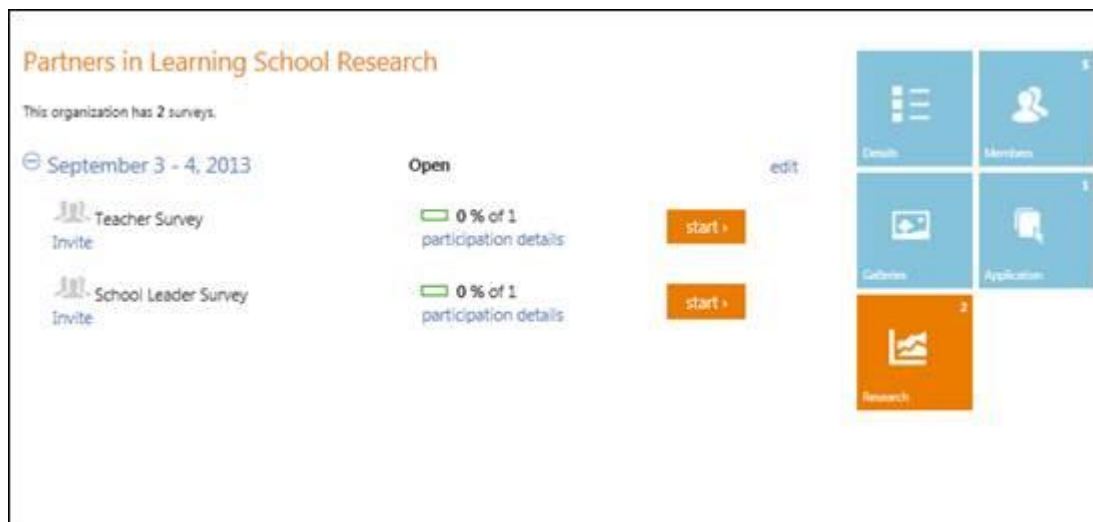 Partners in Learning School Research
This organization has 2 surveys.
September 3 - 4, 2013 Open edit
Teacher Survey 0 % of 1 start ›
Invite participation details
School Leader Survey 0 % of 1 start ›
Invite participation details
Details
Members
Galleries
1
Application
2
Research